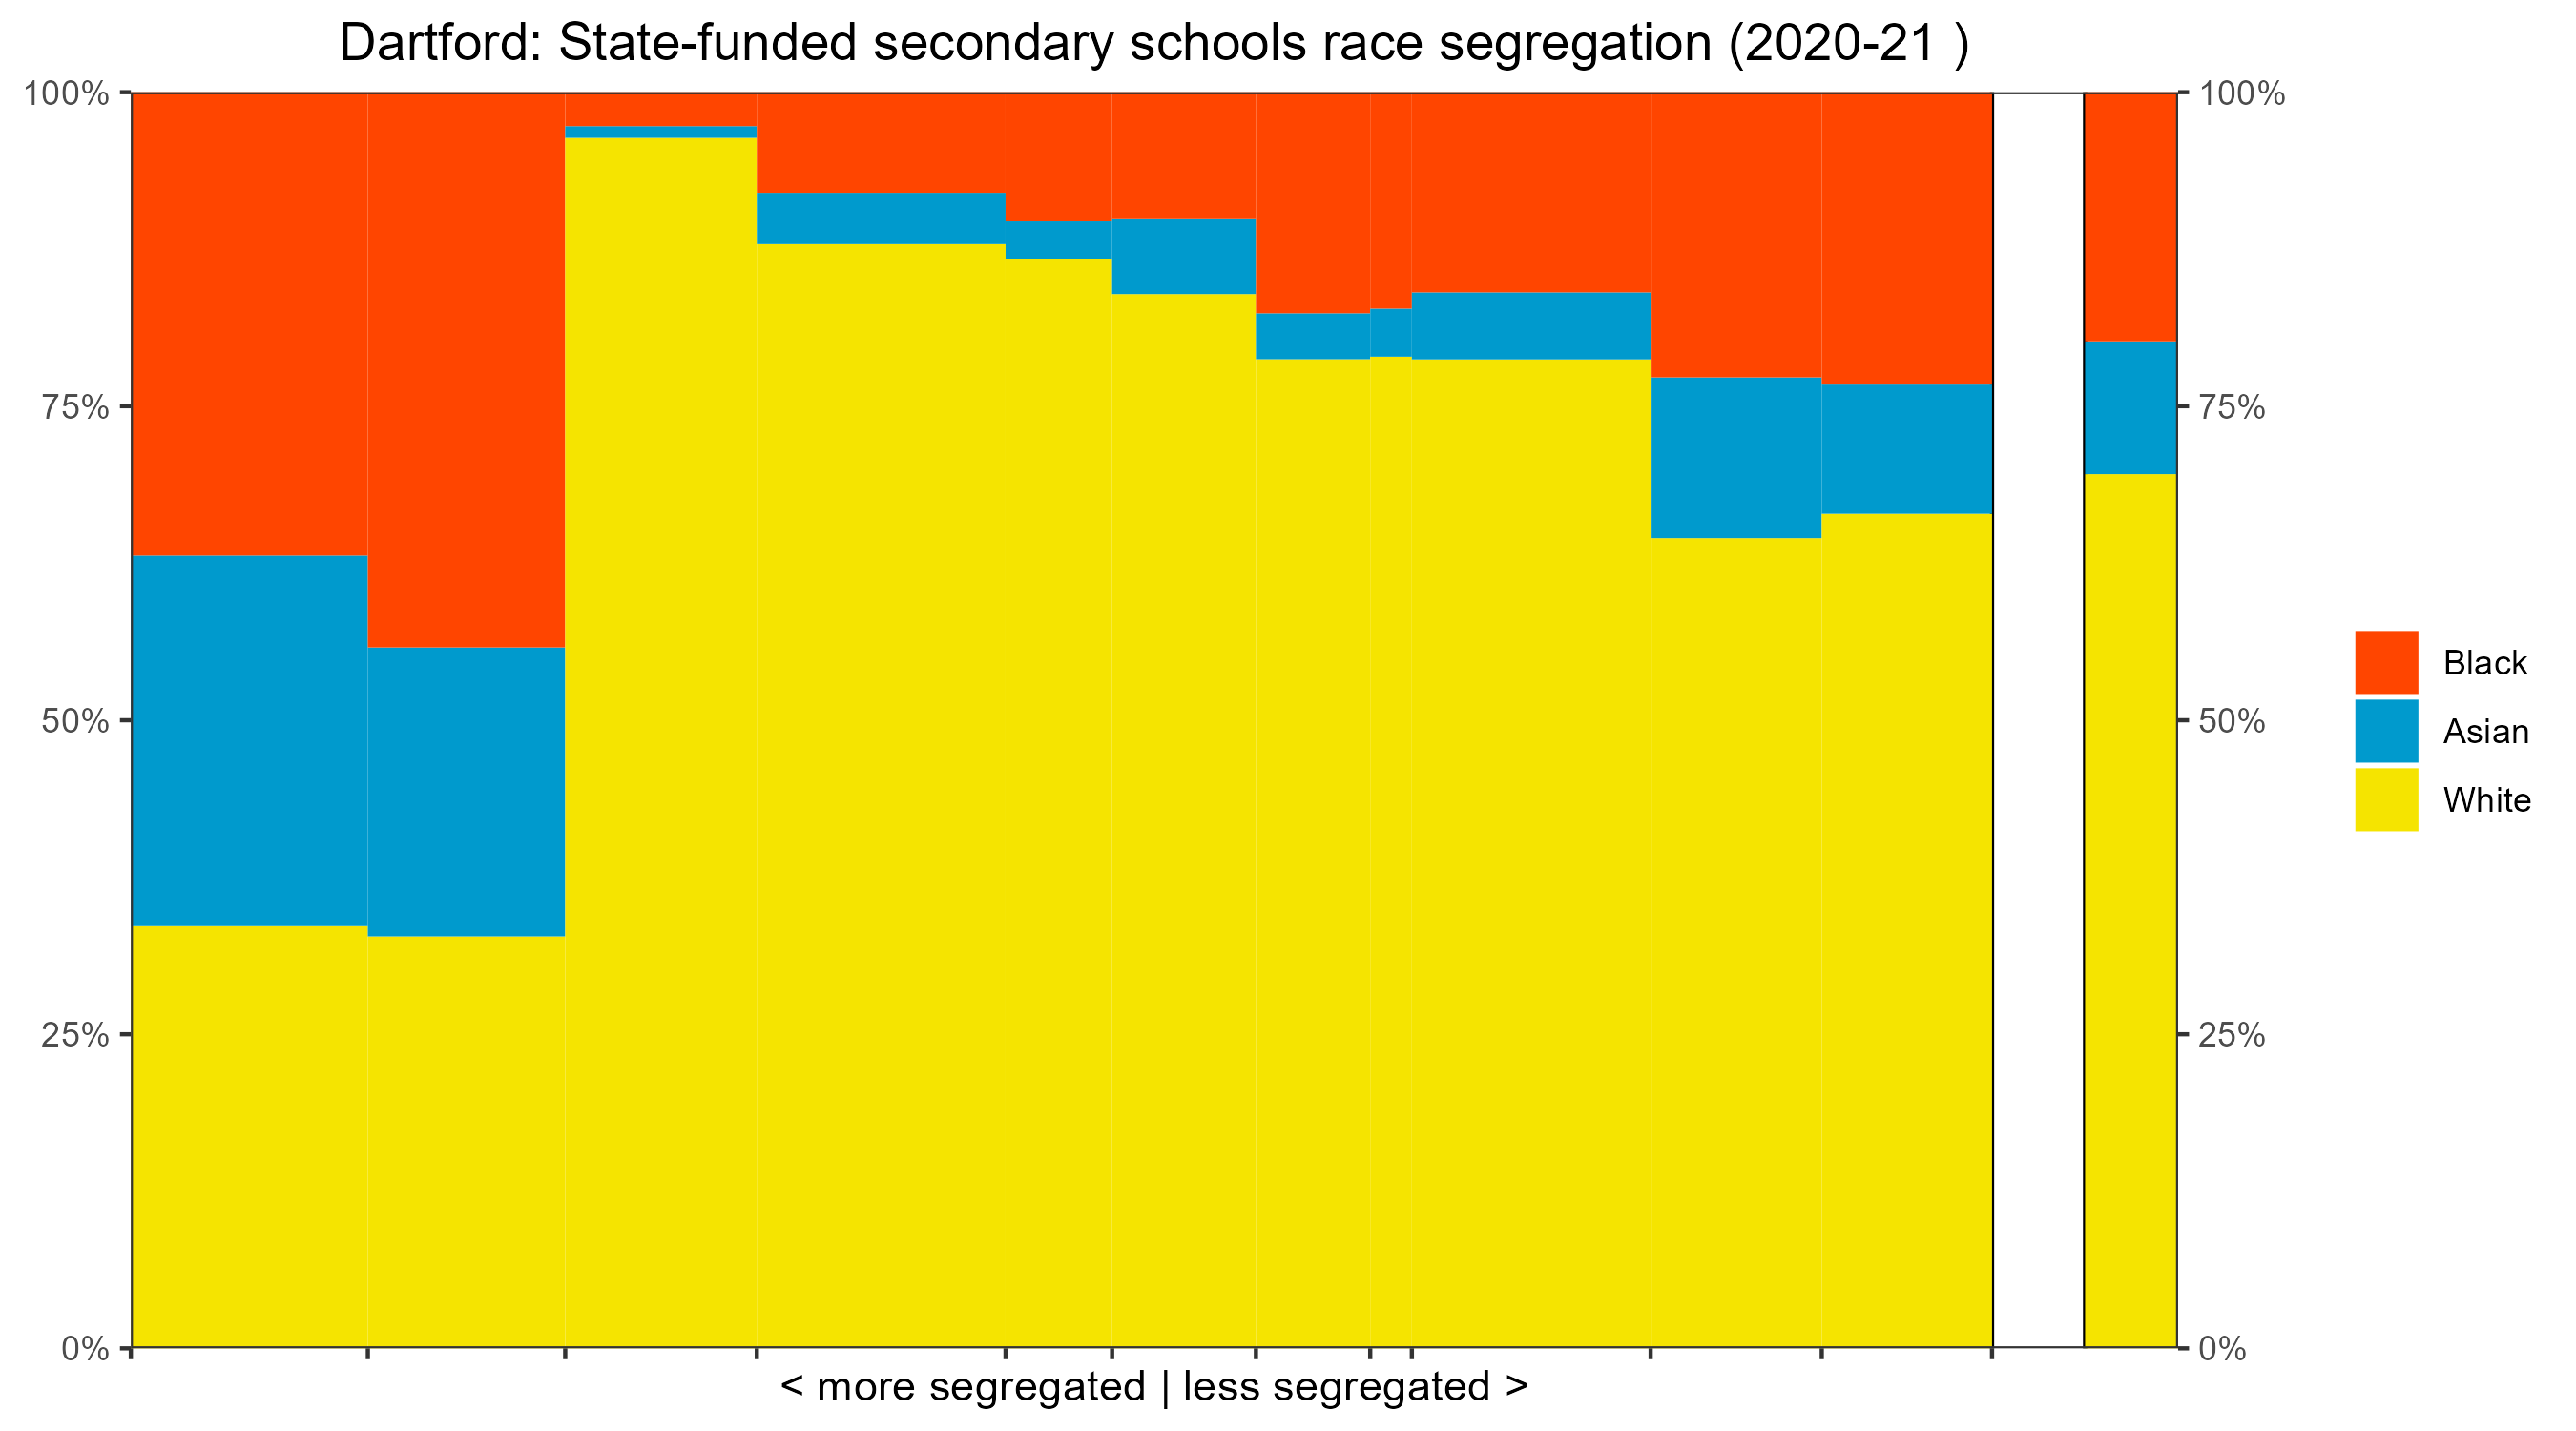 Dartford: State-funded secondary schools race segregation (2020-21 )
100%
100%
75%
75%
50%
50%
25%
25%
0%
0%
Black
Asian
White
< more segregated | less segregated >